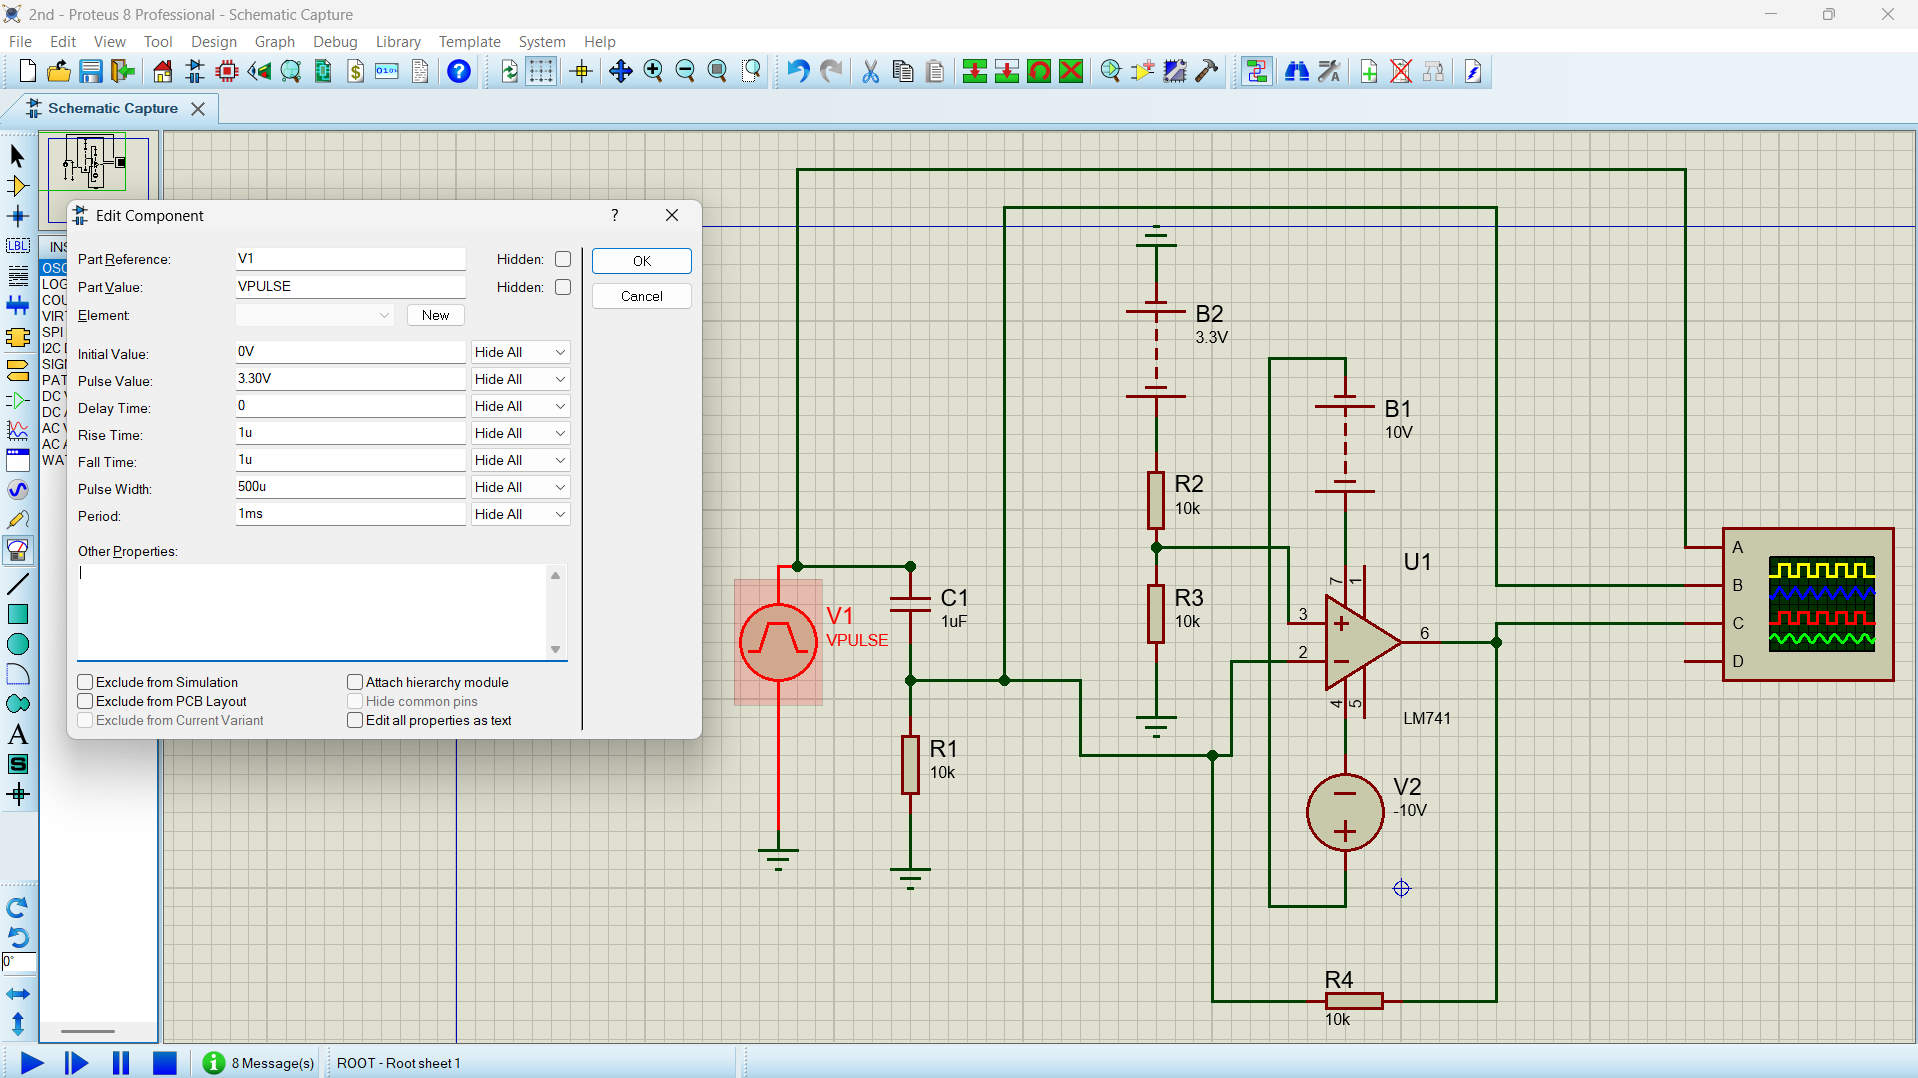 2nd - Proteus 8 Professional - Schematic Capture
File Edit View Tool Design Graph Debug Library Template System Help
Schematic Capture
Edit Component ?
Part Reference: V1 Hidden:
Part Value: VPULSE Hidden:
Element: New
Initial Value: 0V Hide All
Pulse Value: 3.30V Hide All
Delay Time: 0 Hide All
Rise Time: 1u Hide All
Fall Time: 1u Hide All
Pulse Width: 500u Hide All
Period: 1ms Hide All
Other Properties:
OK
Cancel
Exclude from Simulation
Exclude from PCB Layout
Exclude from Current Variant
Attach hierarchy module
Hide common pins
Edit all properties as text
LBL
INS
OSC
LOG
COU
VIRT
SPI
I2C
SIG
PAT
DC V
DC A
AC V
AC A
WAT
A
S
0°
V1
VPULSE
C1
1uF
R1
10k
B2
3.3V
R2
10k
R3
10k
B1
10V
U1
7
1
3
2
6
4
5
LM741
V2
-10V
R4
10k
A
B
C
D
8 Message(s)
ROOT - Root sheet 1